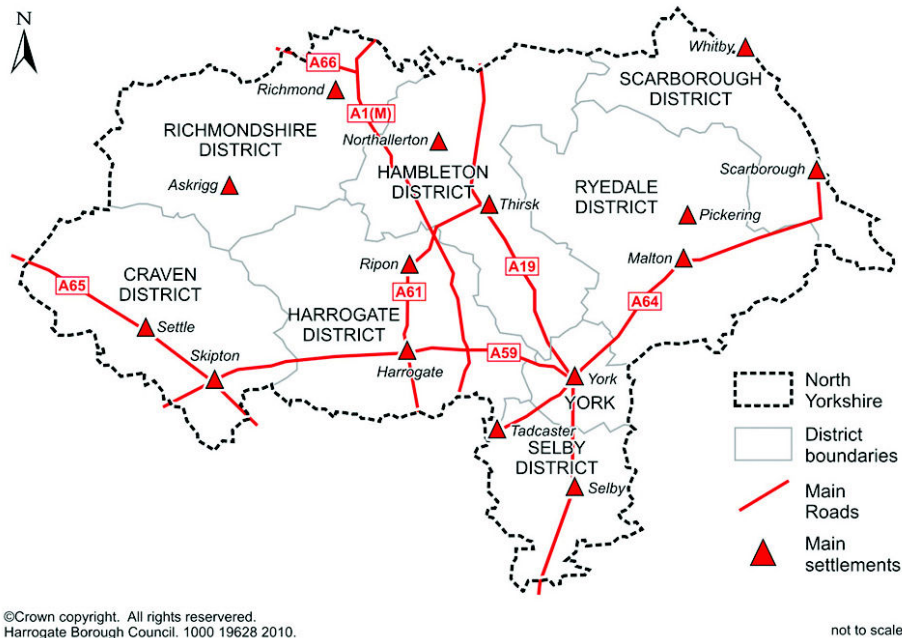 N
Whitby
A66
SCARBOROUGH
DISTRICT
Richmond
A1(M)
RICHMONDSHIRE
DISTRICT
Northallerton
HAMBLETON
DISTRICT
Scarborough
Askrigg
RYEDALE
DISTRICT
Thirsk
Pickering
Ripon
A19
Malton
CRAVEN
DISTRICT
A65
A61
A64
HARROGATE
DISTRICT
Settle
Skipton
A59
Harrogate
York
YORK
Tadcaster
SELBY
DISTRICT
Selby
North
Yorkshire
District
boundaries
Main
Roads
Main
settlements
©Crown copyright. All rights reserverd.
Harrogate Borough Council. 1000 19628 2010.
not to scale